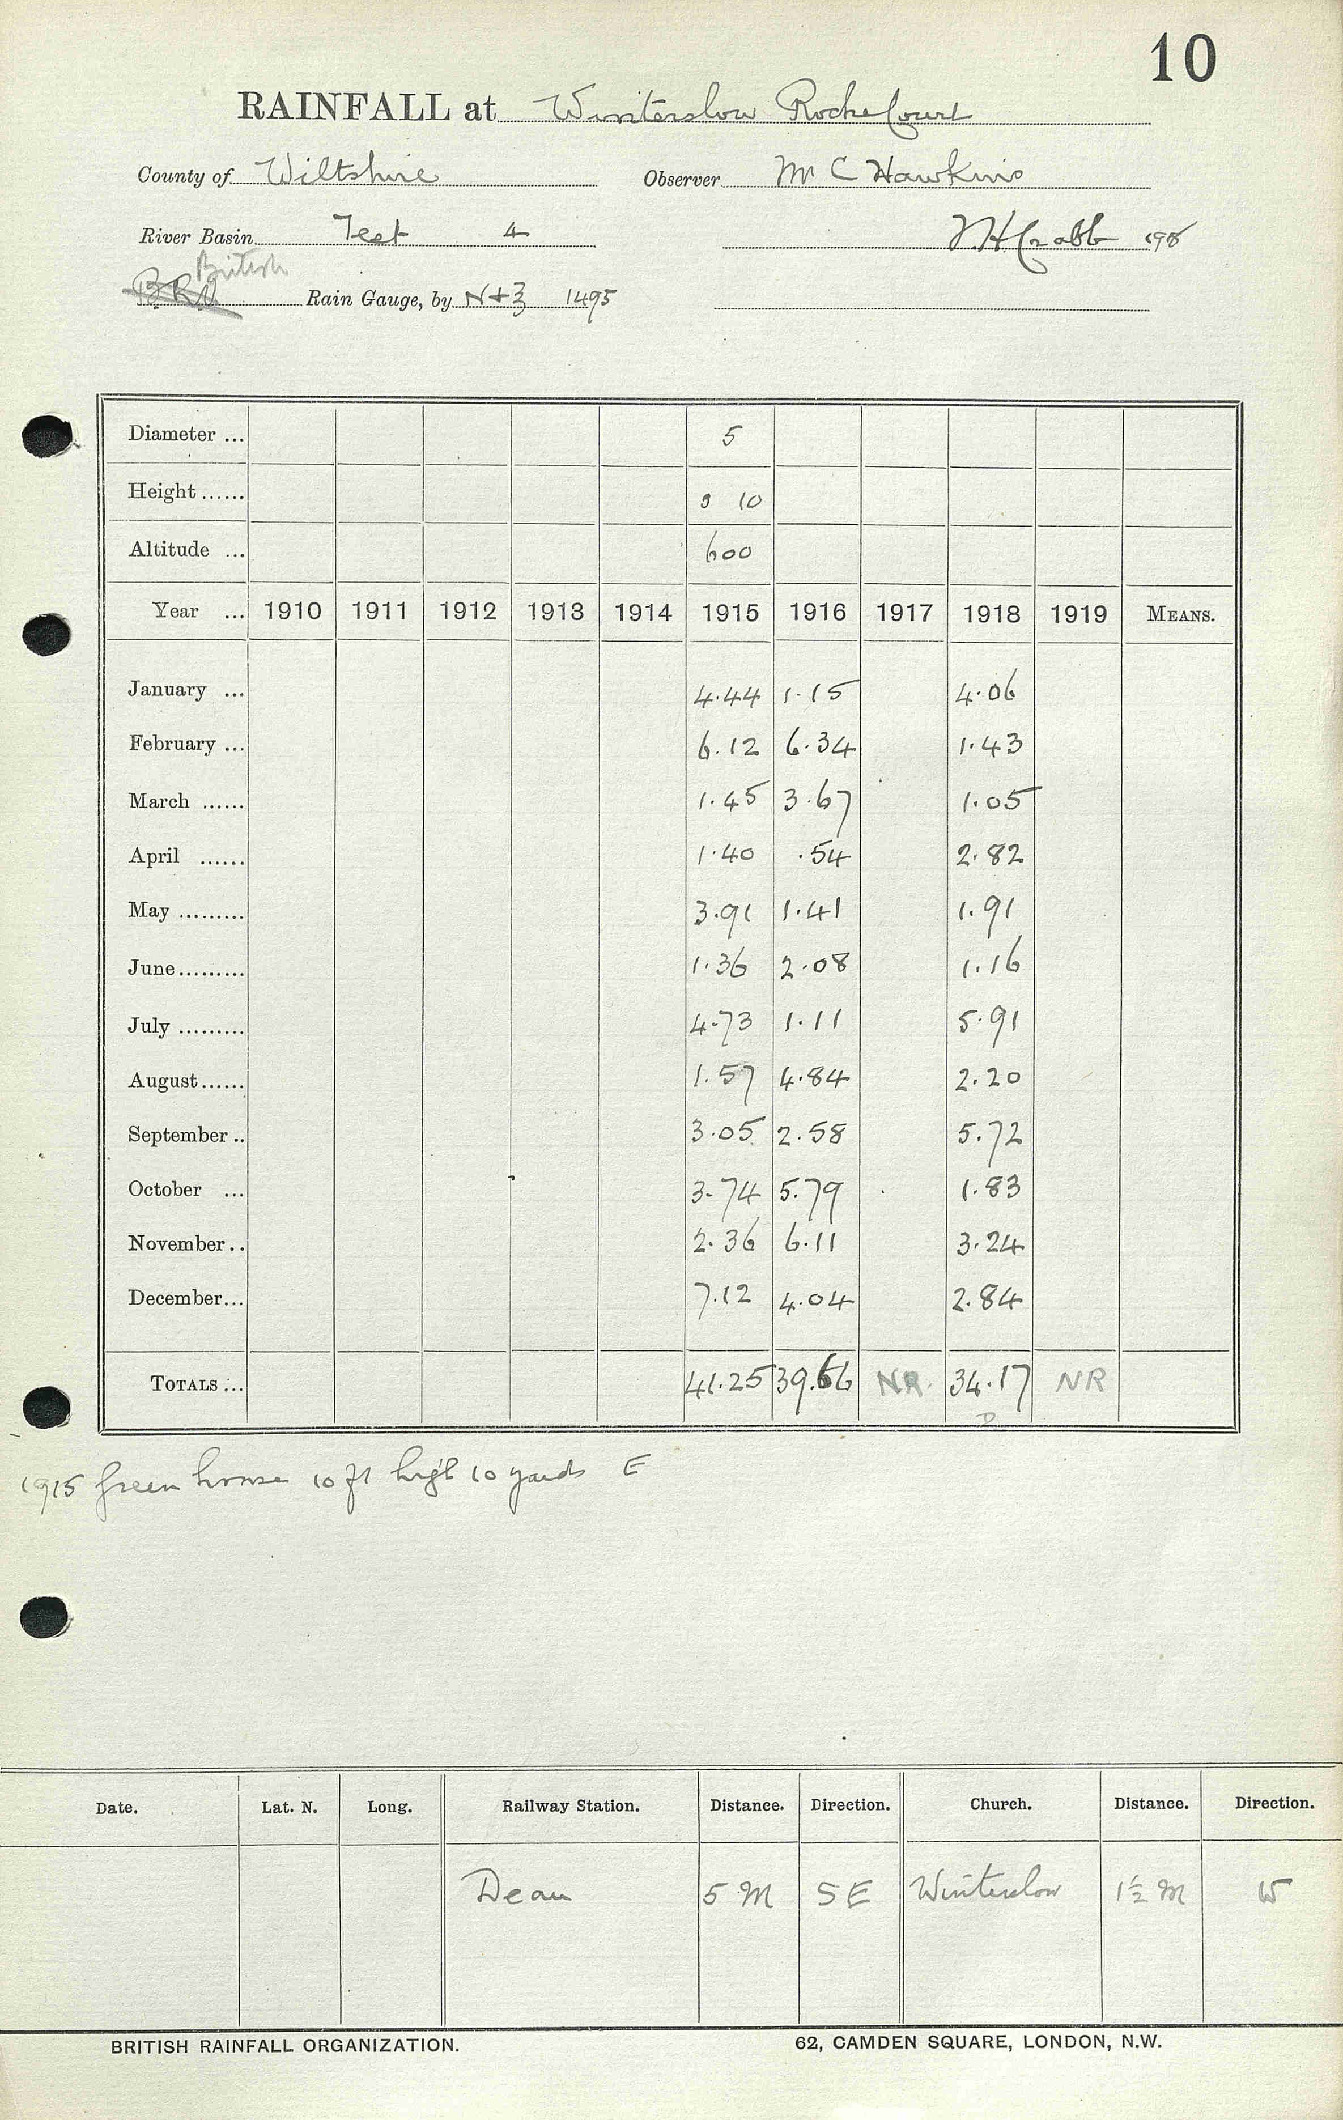 10
RAINFALL at Winterslow Roche Court
County of Wiltshire Observer M C Hawkins
River Basin Test 4 Crabb
British
BRO Rain Gauge, by N+Z 1495
Diameter ... 5
Height ...... 0 10
Altitude ... 600
Year ... 1910 1911 1912 1913 1914 1915 1916 1917 1918 1919 MEANS.
January ... 4.44 1.15 4.06
February ... 6.12 6.34 1.43
March ...... 1.45 3.67 1.05
April ...... 1.40 .54 2.82
May ......... 3.91 1.41 1.91
June......... 1.36 2.08 1.16
July ......... 4.73 1.11 5.91
August...... 1.57 4.84 2.20
September .. 3.05 2.58 5.72
October ... 3.74 5.79 1.83
November.. 2.36 6.11 3.24
December... 7.12 4.04 2.84
TOTALS ... 41.25 39.66 NR. 34.17 NR
D
1915 Green house 10 ft high 10 yards E
Date. Lat. N. Long. Railway Station. Distance. Direction. Church. Distance. Direction.
Dean 5 M SE Winterslow 1½ M W
BRITISH RAINFALL ORGANIZATION. 62, CAMDEN SQUARE, LONDON, N.W.